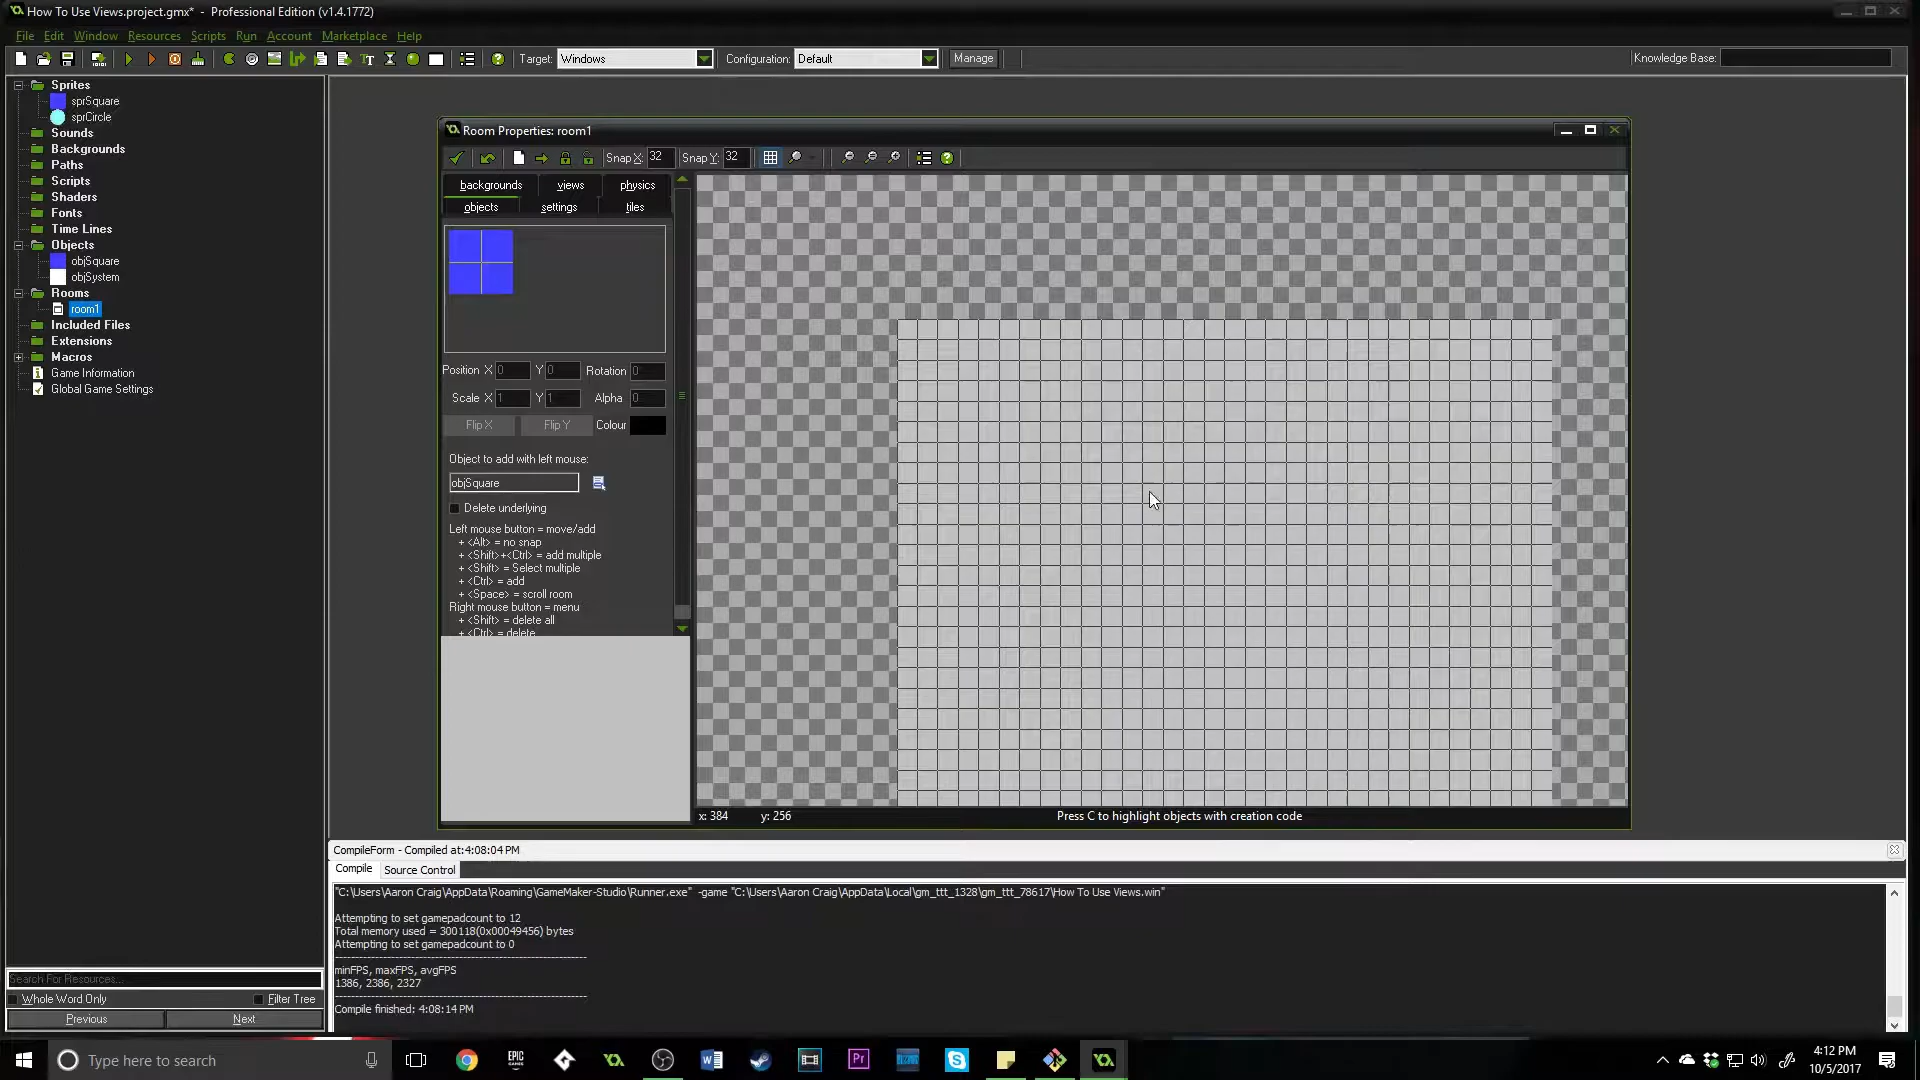 How To Use Views.project.gmx*  -  Professional Edition (v1.4.1772)
File Edit Window Resources Scripts Run Account Marketplace Help
Target: Windows Configuration: Default Manage Knowledge Base:
Sprites
sprSquare
sprCircle
Sounds
Backgrounds
Paths
Scripts
Shaders
Fonts
Time Lines
Objects
objSquare
objSystem
Rooms
room1
Included Files
Extensions
Macros
Game Information
Global Game Settings
Search For Resources...
Whole Word Only Filter Tree
Previous Next
Room Properties: room1
Snap X: 32 Snap Y: 32
backgrounds views physics
objects settings tiles
Position X 0 Y 0 Rotation 0
Scale X 1 Y 1 Alpha 0
Flip X Flip Y Colour
Object to add with left mouse:
objSquare
Delete underlying
Left mouse button = move/add
+ <Alt> = no snap
+ <Shift>+<Ctrl> = add multiple
+ <Shift> = Select multiple
+ <Ctrl> = add
+ <Space> = scroll room
Right mouse button = menu
+ <Shift> = delete all
+ <Ctrl> = delete
x: 384 y: 256 Press C to highlight objects with creation code
CompileForm - Compiled at:4:08:04 PM
Compile Source Control
"C:\Users\Aaron Craig\AppData\Roaming\GameMaker-Studio\Runner.exe"  -game "C:\Users\Aaron Craig\AppData\Local\gm_ttt_1328\gm_ttt_78617\How To Use Views.win"
Attempting to set gamepadcount to 12
Total memory used = 300118(0x00049456) bytes
Attempting to set gamepadcount to 0
minFPS, maxFPS, avgFPS
1386, 2386, 2327
Compile finished: 4:08:14 PM
Type here to search
EPIC
GAMES
Pr
4:12 PM
10/5/2017